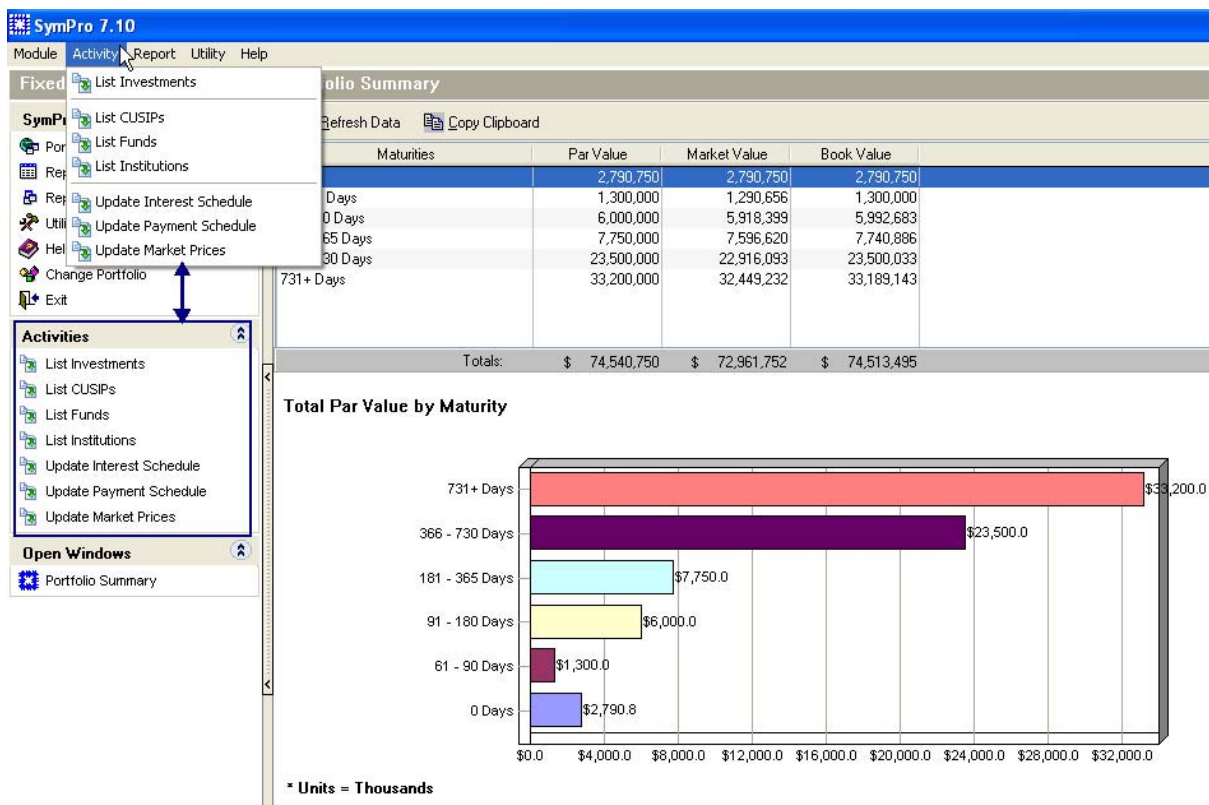 SymPro 7.10
Module Activity Report Utility Help
Fixed olio Summary
List Investments
List CUSIPs
List Funds
List Institutions
Update Interest Schedule
Update Payment Schedule
Update Market Prices
SymP
Por
Rep
Rep
Utili
Hel
Change Portfolio
Exit
Activities
List Investments
List CUSIPs
List Funds
List Institutions
Update Interest Schedule
Update Payment Schedule
Update Market Prices
Open Windows
Portfolio Summary
Refresh Data Copy Clipboard
Maturities Par Value Market Value Book Value
2,790,750 2,790,750 2,790,750
Days 1,300,000 1,290,656 1,300,000
0 Days 6,000,000 5,918,399 5,992,683
65 Days 7,750,000 7,596,620 7,740,886
30 Days 23,500,000 22,916,093 23,500,033
731+ Days 33,200,000 32,449,232 33,189,143
Totals: $ 74,540,750 $ 72,961,752 $ 74,513,495
Total Par Value by Maturity
731+ Days $33,200.0
366 - 730 Days $23,500.0
181 - 365 Days $7,750.0
91 - 180 Days $6,000.0
61 - 90 Days $1,300.0
0 Days $2,790.8
$0.0 $4,000.0 $8,000.0 $12,000.0 $16,000.0 $20,000.0 $24,000.0 $28,000.0 $32,000.0
* Units = Thousands